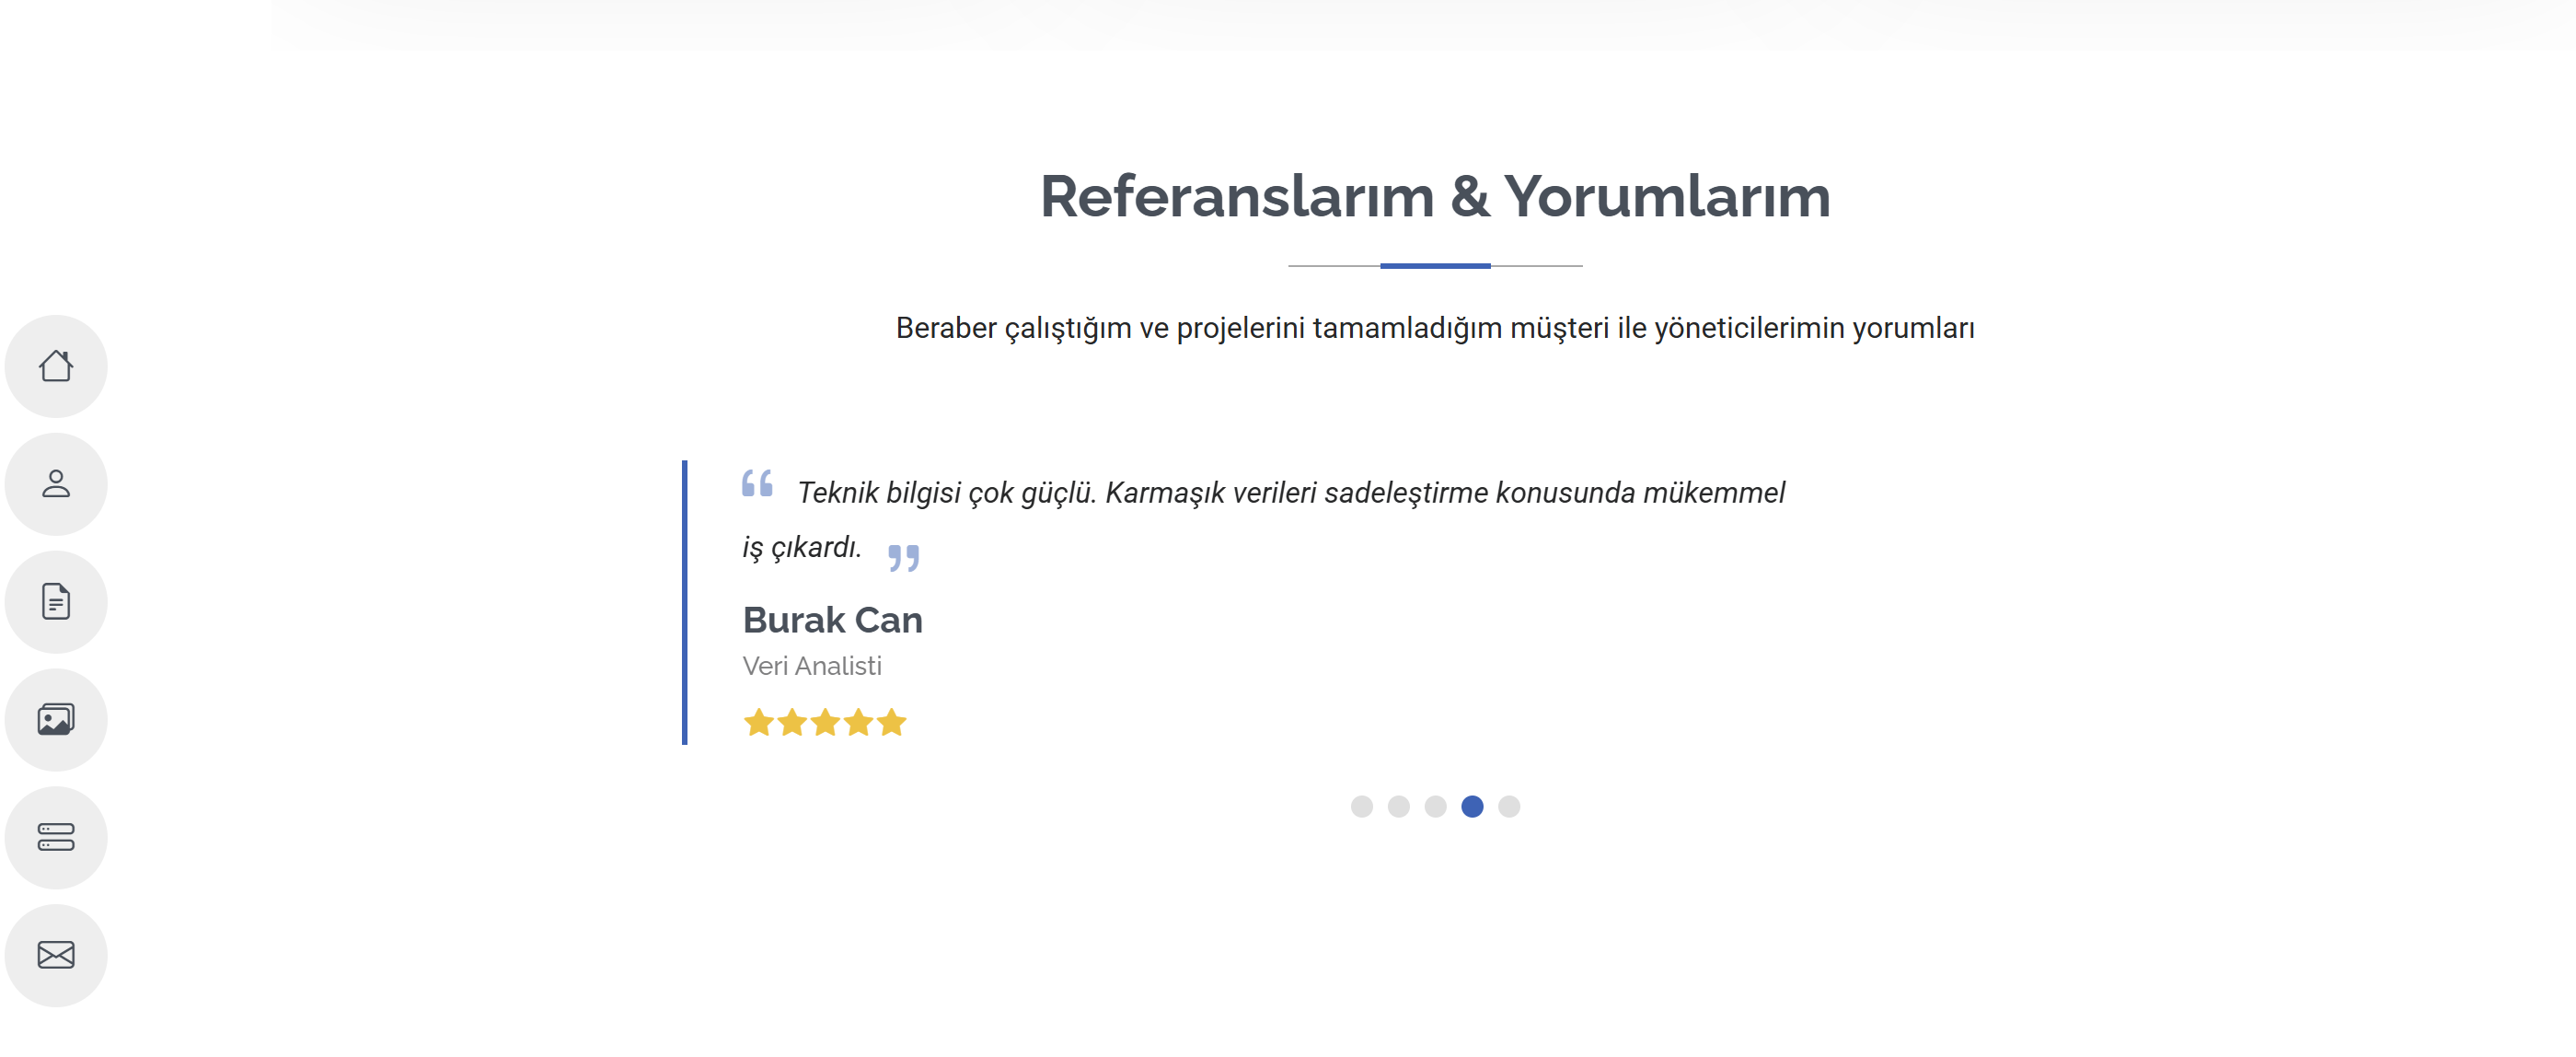 Referanslarım & Yorumlarım
Beraber çalıştığım ve projelerini tamamladığım müşteri ile yöneticilerimin yorumları
“ Teknik bilgisi çok güçlü. Karmaşık verileri sadeleştirme konusunda mükemmel
iş çıkardı. ”
Burak Can
Veri Analisti